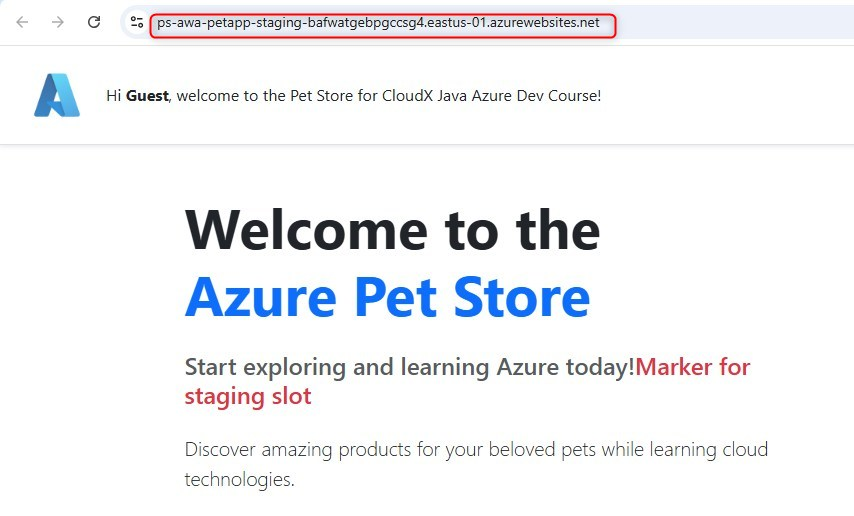 ps-awa-petapp-staging-bafwatgebpgccsg4.eastus-01.azurewebsites.net
Hi Guest, welcome to the Pet Store for CloudX Java Azure Dev Course!
Welcome to the
Azure Pet Store
Start exploring and learning Azure today!Marker for
staging slot
Discover amazing products for your beloved pets while learning cloud
technologies.